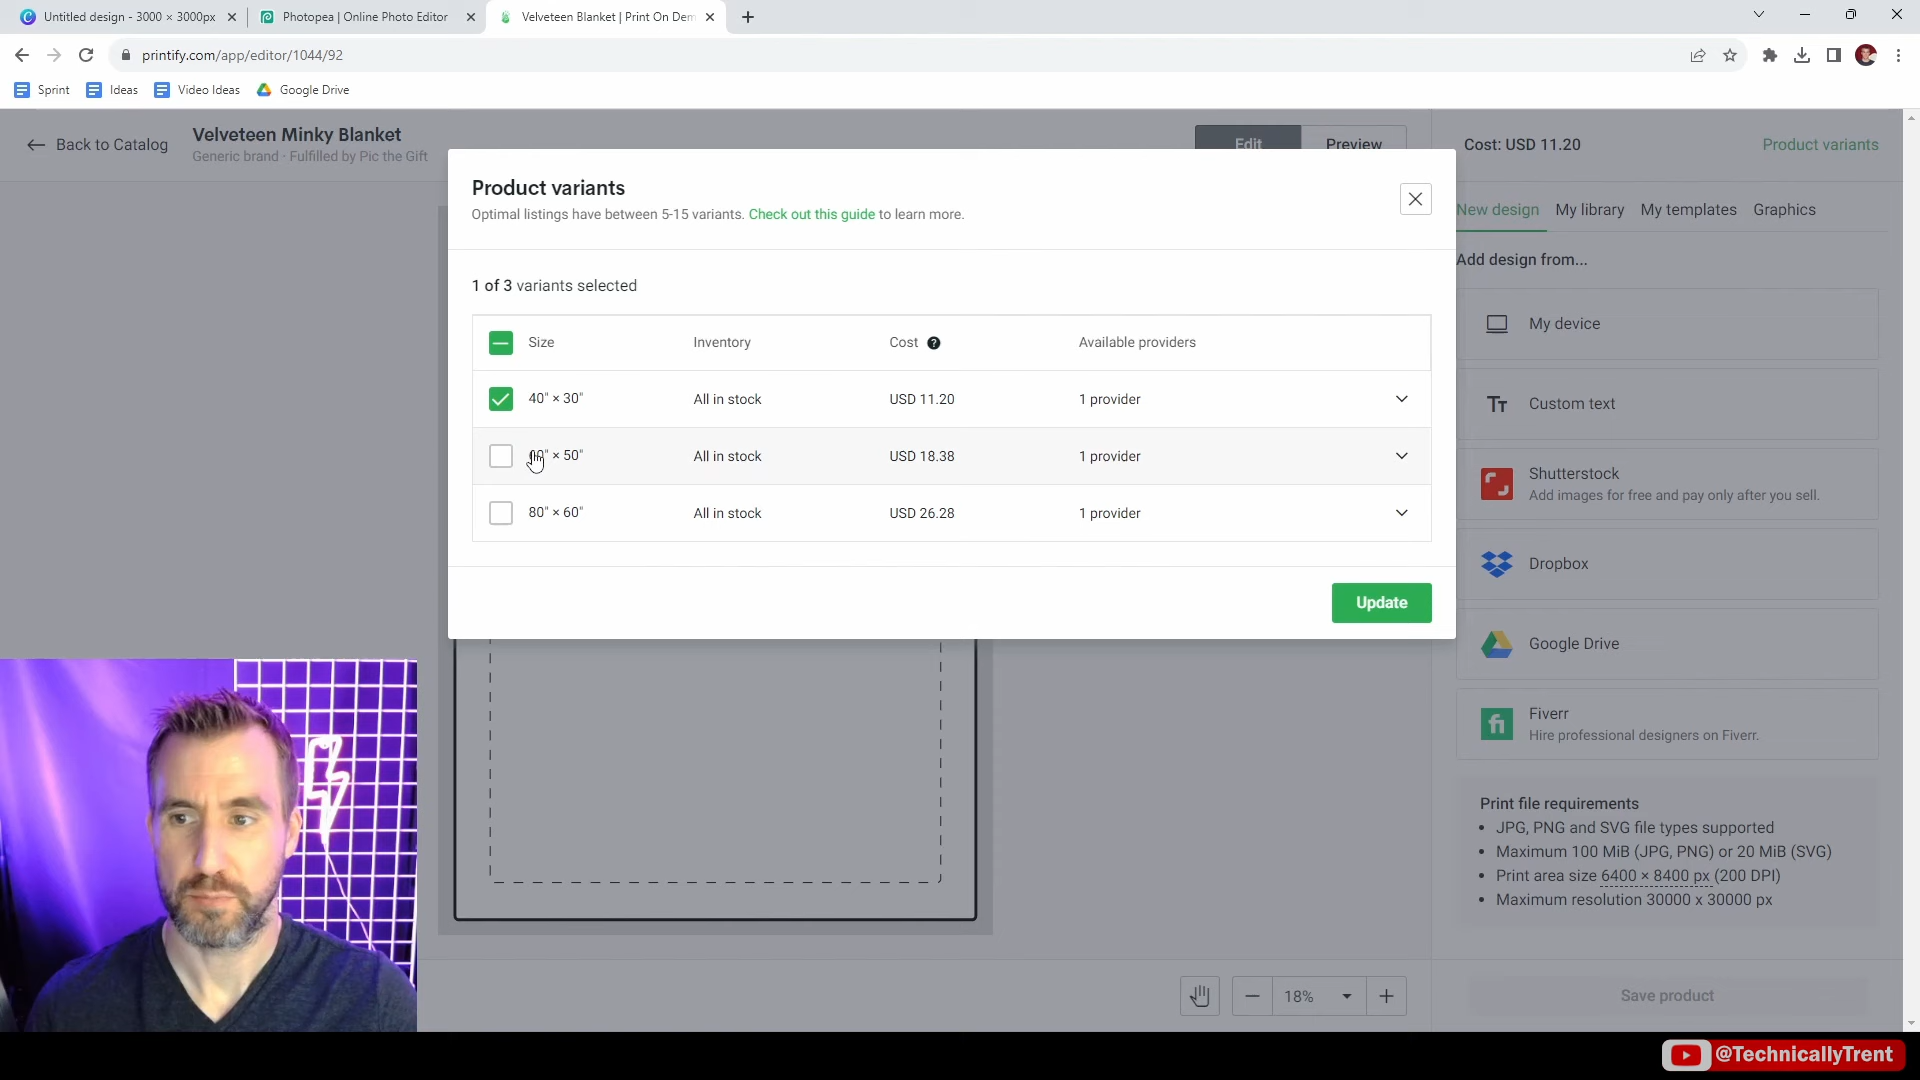 Untitled design - 3000 × 3000px
Photopea | Online Photo Editor
Velveteen Blanket | Print On Dem
printify.com/app/editor/1044/92
Sprint
Ideas
Video Ideas
Google Drive
Back to Catalog
Velveteen Minky Blanket
Generic brand · Fulfilled by Pic the Gift
Edit
Preview
Cost: USD 11.20
Product variants
Product variants
Optimal listings have between 5-15 variants. Check out this guide to learn more.
1 of 3 variants selected
Size
Inventory
Cost
Available providers
40" × 30"
All in stock
USD 11.20
1 provider
× 50"
All in stock
USD 18.38
1 provider
80" × 60"
All in stock
USD 26.28
1 provider
Update
New design
My library
My templates
Graphics
Add design from...
My device
Custom text
Shutterstock
Add images for free and pay only after you sell.
Dropbox
Google Drive
Fiverr
Hire professional designers on Fiverr.
Print file requirements
• JPG, PNG and SVG file types supported
• Maximum 100 MiB (JPG, PNG) or 20 MiB (SVG)
• Print area size 6400 × 8400 px (200 DPI)
• Maximum resolution 30000 x 30000 px
18%
Save product
@TechnicallyTrent